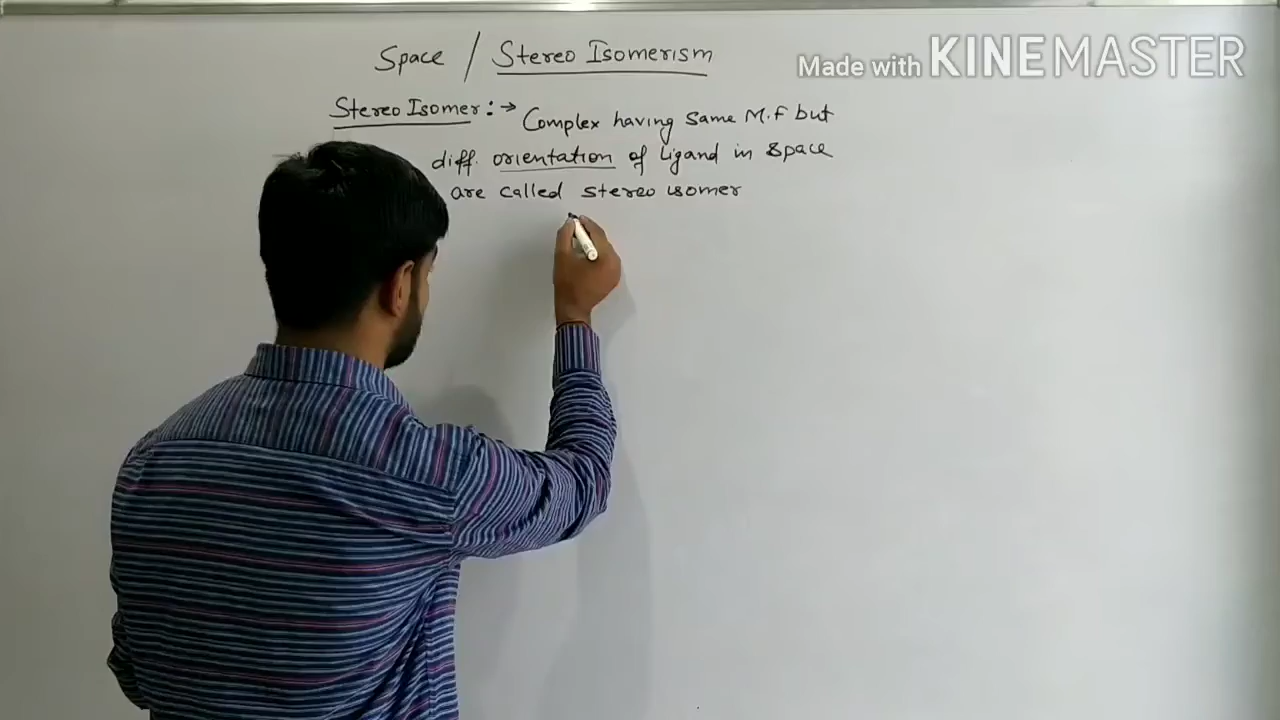 Space / Stereo Isomerism
Made with KINEMASTER
Stereo Isomer :→ Complex having same M.F but
diff. orientation of Ligand in space
are called stereo isomer